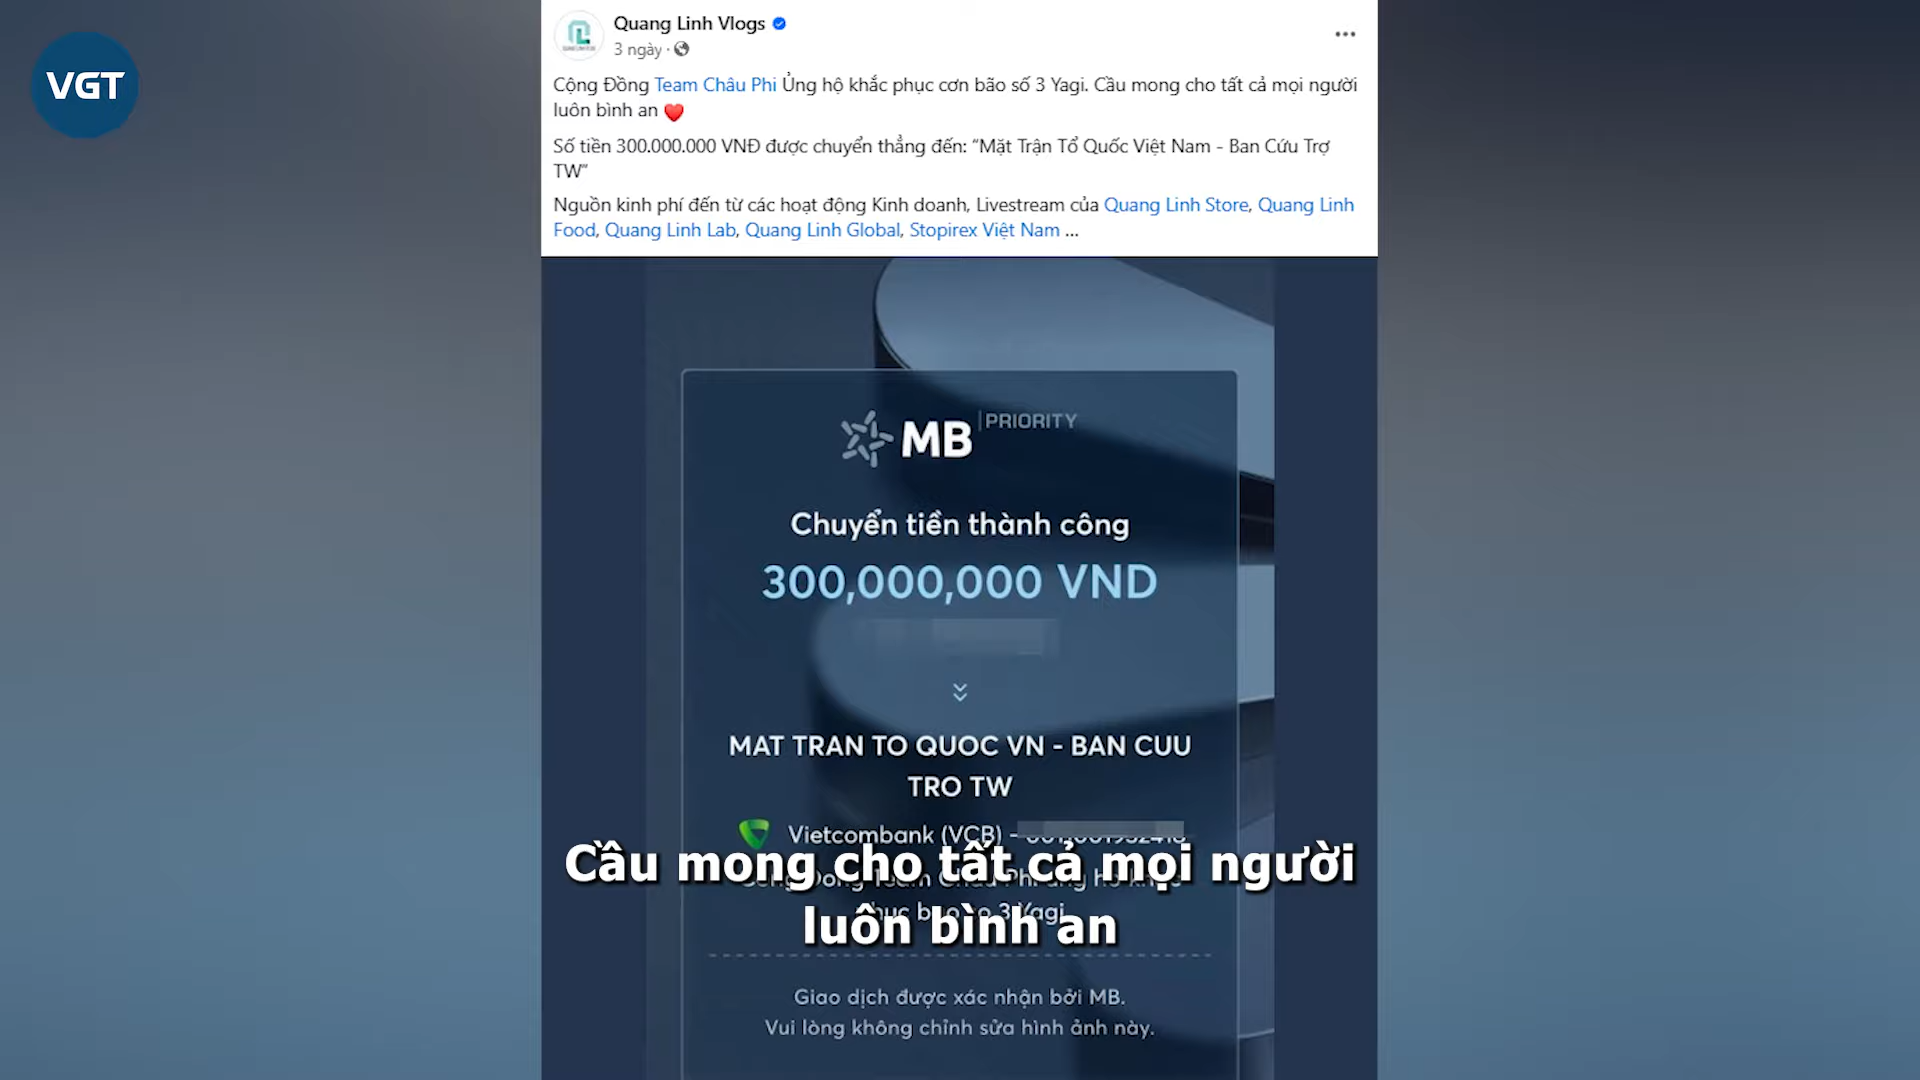 VGT
Quang Linh Vlogs
3 ngày
Cộng Đồng Team Châu Phi Ủng hộ khắc phục cơn bão số 3 Yagi. Cầu mong cho tất cả mọi người
luôn bình an
Số tiền 300.000.000 VNĐ được chuyển thẳng đến: “Mặt Trận Tổ Quốc Việt Nam - Ban Cứu Trợ
TW”
Nguồn kinh phí đến từ các hoạt động Kinh doanh, Livestream của Quang Linh Store, Quang Linh
Food, Quang Linh Lab, Quang Linh Global, Stopirex Việt Nam ...
MB PRIORITY
Chuyển tiền thành công
300,000,000 VND
MAT TRAN TO QUOC VN - BAN CUU
TRO TW
Vietcombank (VCB) -
Cầu mong cho tất cả mọi người
luôn bình an
Giao dịch được xác nhận bởi MB.
Vui lòng không chỉnh sửa hình ảnh này.